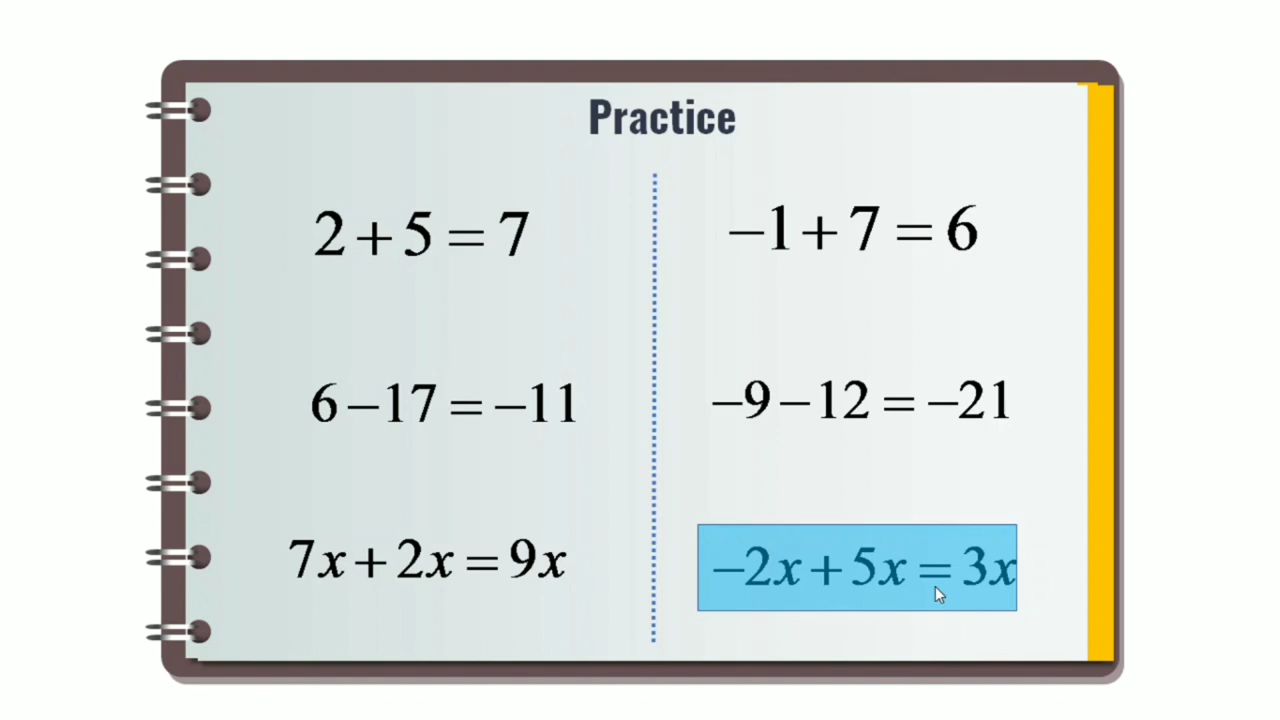 Practice
2 + 5 = 7
−1 + 7 = 6
6 − 17 = −11
−9 − 12 = −21
7x + 2x = 9x
−2x + 5x = 3x